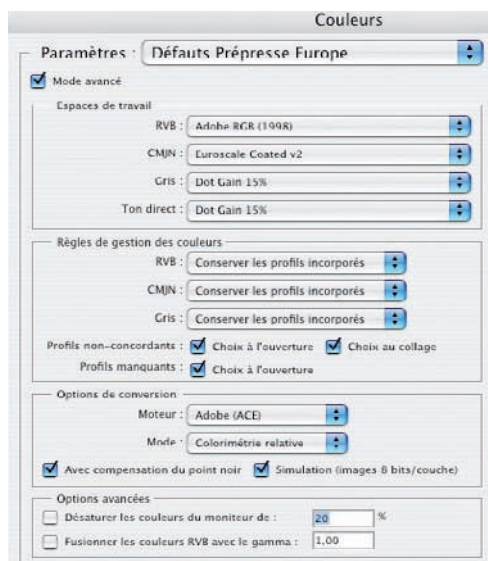 Couleurs
Paramètres : Défauts Prépresse Europe
Mode avancé
Espaces de travail
RVB : Adobe RGB (1998)
CMJN : Euroscale Coated v2
Gris : Dot Gain 15%
Ton direct : Dot Gain 15%
Règles de gestion des couleurs
RVB : Conserver les profils incorporés
CMJN : Conserver les profils incorporés
Gris : Conserver les profils incorporés
Profils non-concordants : Choix à l'ouverture Choix au collage
Profils manquants : Choix à l'ouverture
Options de conversion
Moteur : Adobe (ACE)
Mode : Colorimétrie relative
Avec compensation du point noir Simulation (images 8 bits/couche)
Options avancées
Désaturer les couleurs du moniteur de : 20 %
Fusionner les couleurs RVB avec le gamma : 1,00